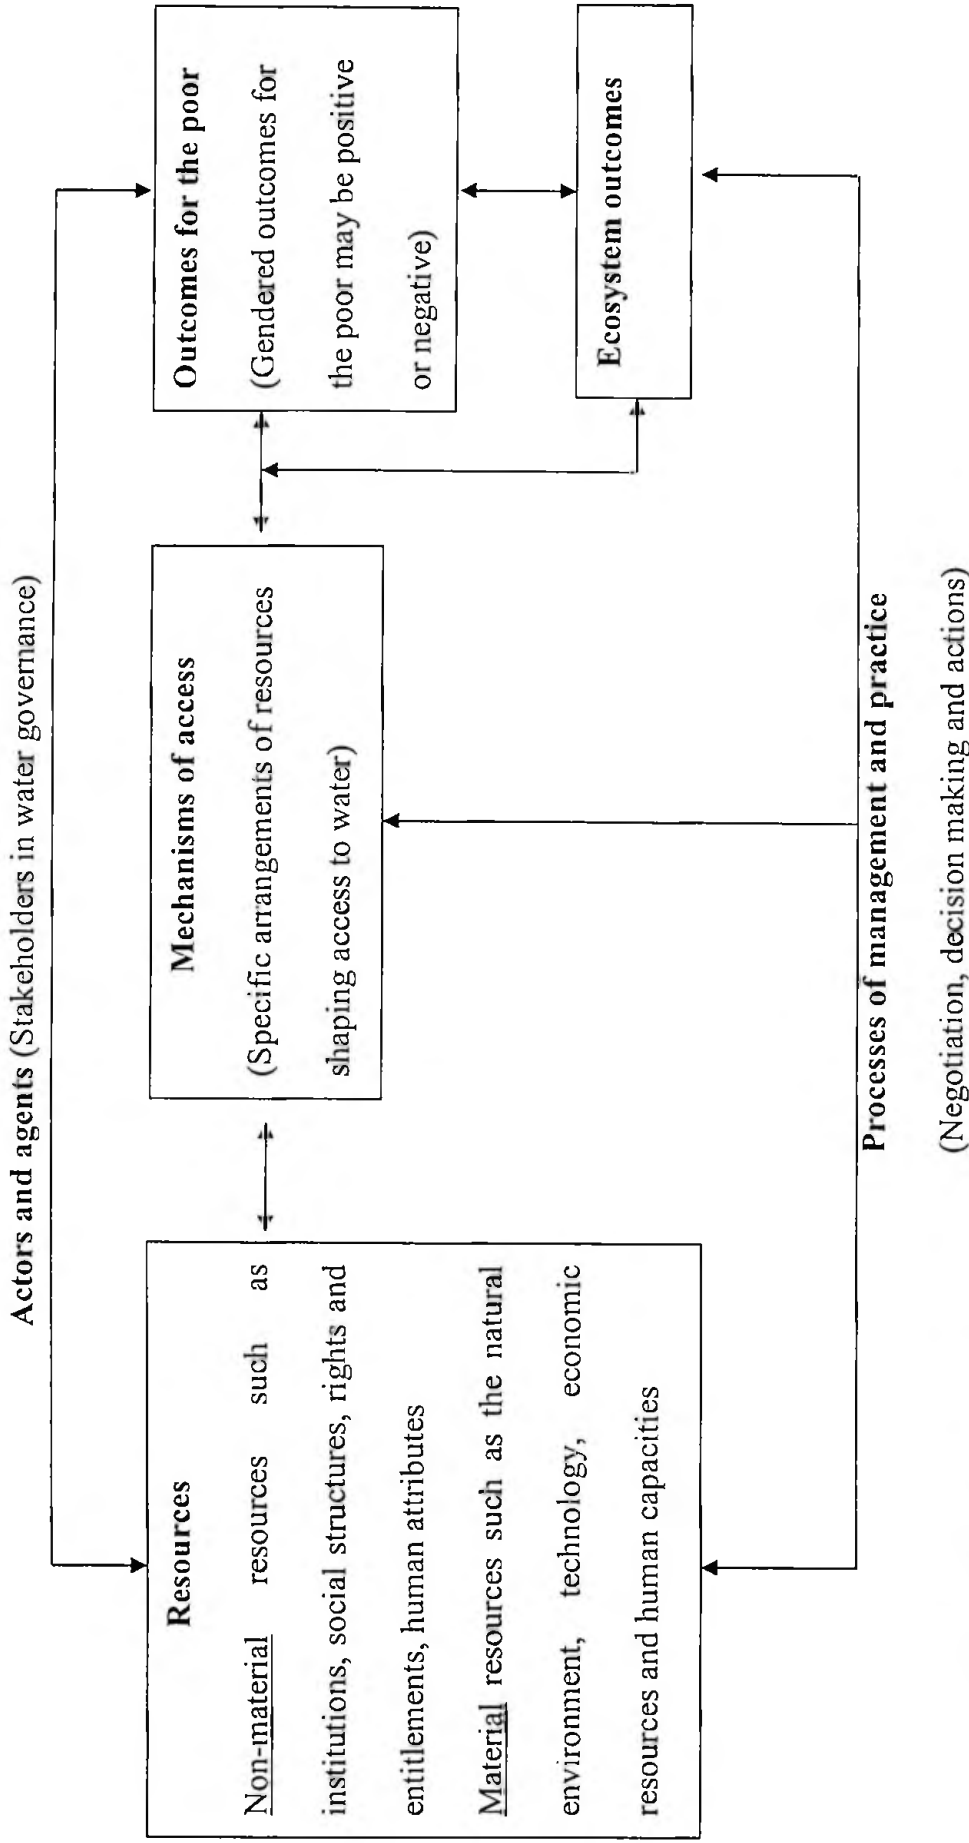 Actors and agents (Stakeholders in water governance)
Resources
Non-material resources such as
institutions, social structures, rights and
entitlements, human attributes
Material resources such as the natural
environment, technology, economic
resources and human capacities
Mechanisms of access
(Specific arrangements of resources
shaping access to water)
Outcomes for the poor
(Gendered outcomes for
the poor may be positive
or negative)
Ecosystem outcomes
Processes of management and practice
(Negotiation, decision making and actions)